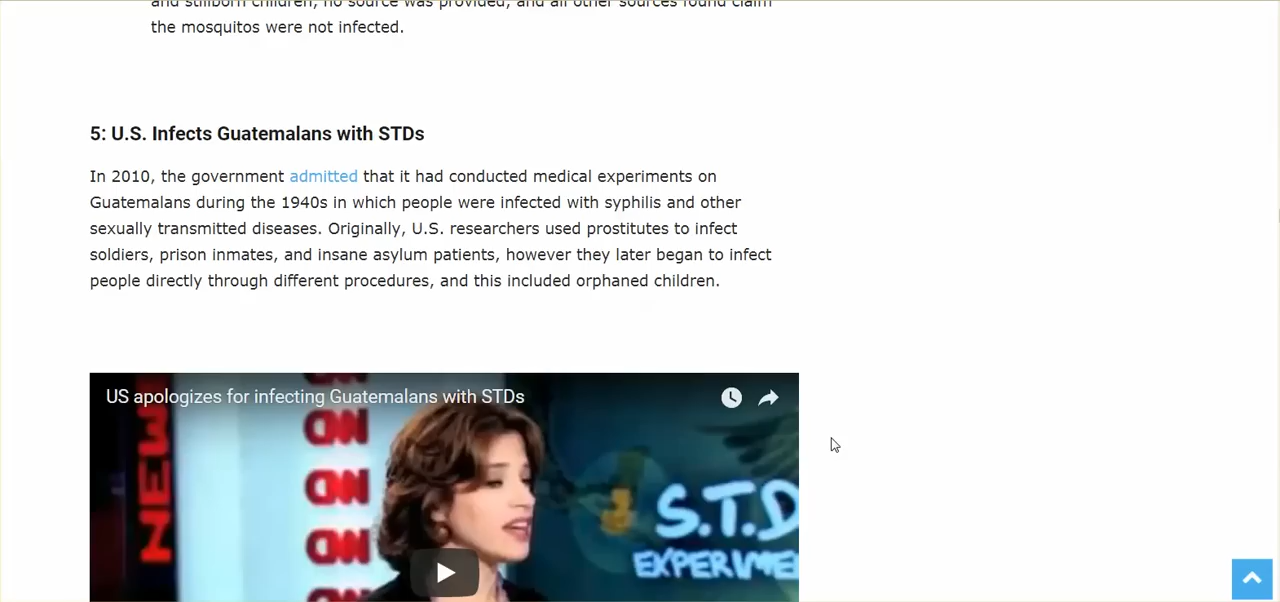 and stillborn children, no source was provided, and all other sources found claim
the mosquitos were not infected.
5: U.S. Infects Guatemalans with STDs
In 2010, the government admitted that it had conducted medical experiments on
Guatemalans during the 1940s in which people were infected with syphilis and other
sexually transmitted diseases. Originally, U.S. researchers used prostitutes to infect
soldiers, prison inmates, and insane asylum patients, however they later began to infect
people directly through different procedures, and this included orphaned children.
US apologizes for infecting Guatemalans with STDs
NEW
CNN
CNN
CNN
S.T.D
EXPERIME